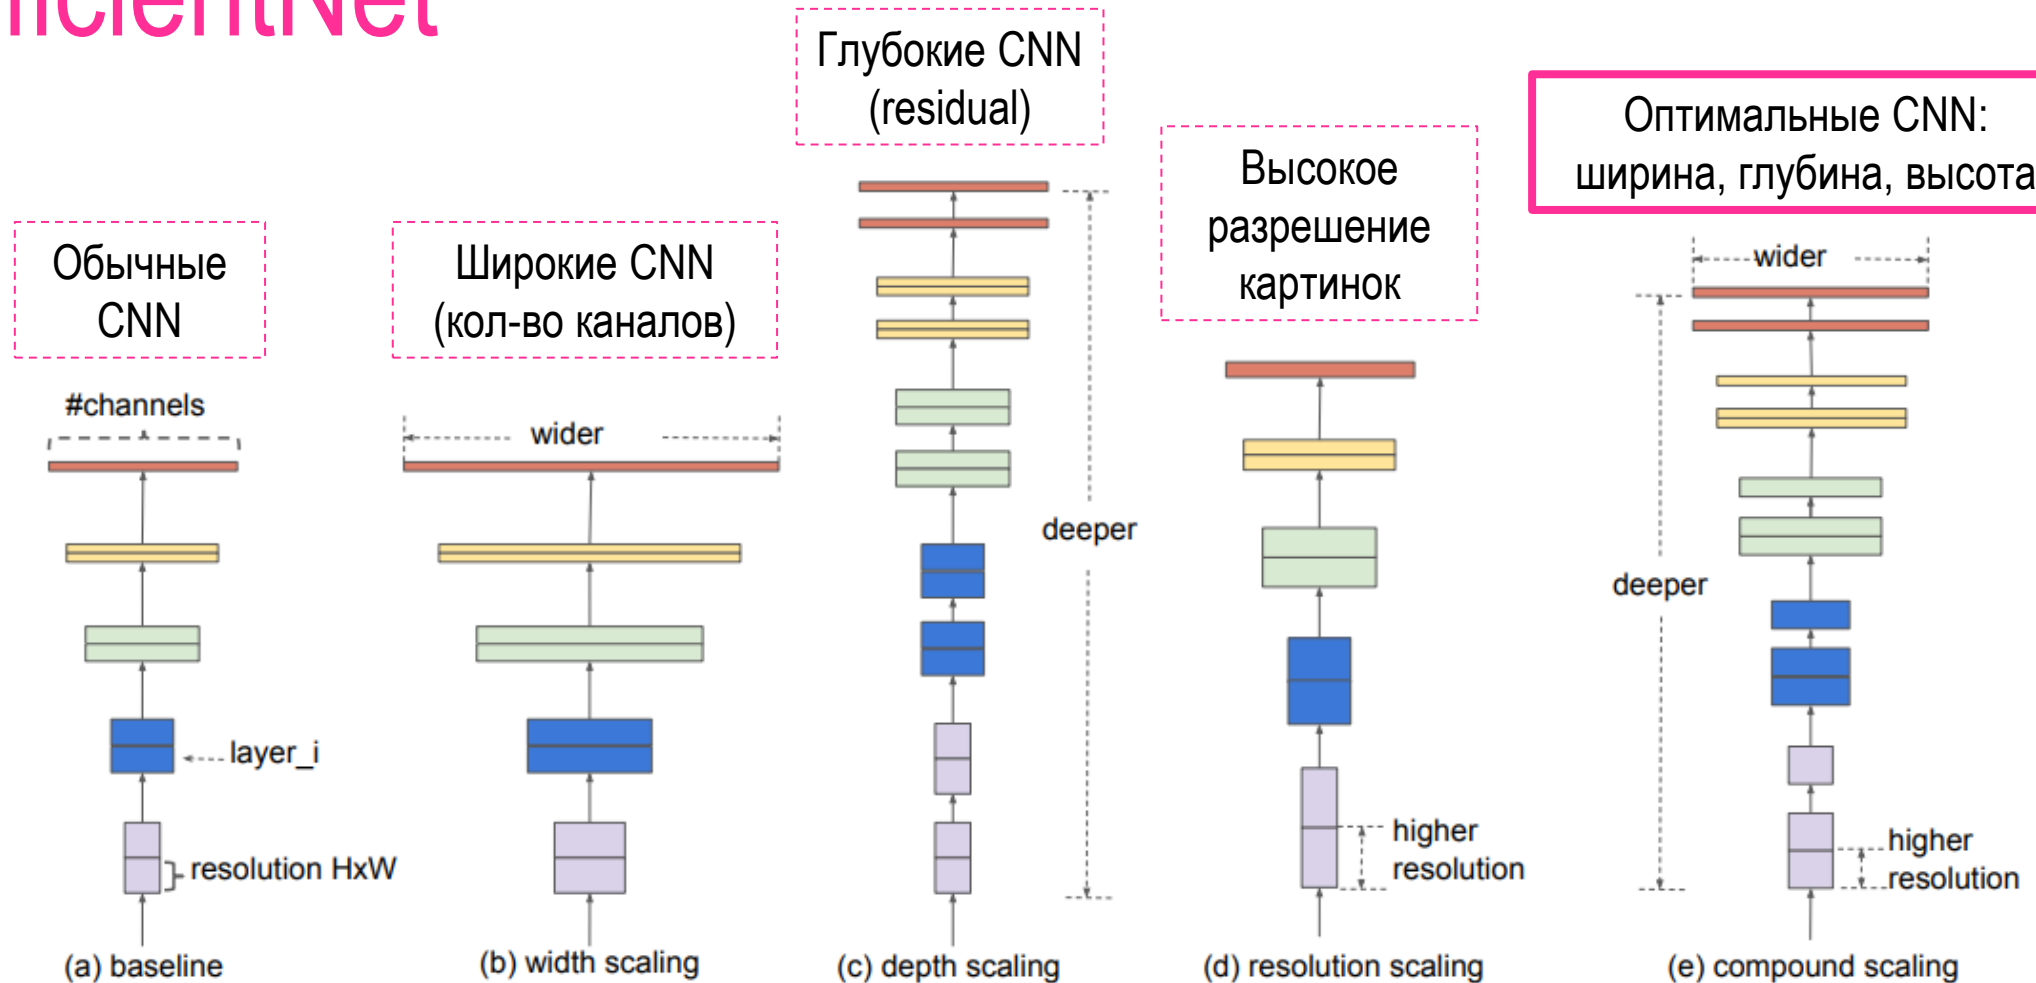 ficientNet
Обычные
CNN
Широкие CNN
(кол-во каналов)
Глубокие CNN
(residual)
Высокое
разрешение
картинок
Оптимальные CNN:
ширина, глубина, высота
#channels
layer_i
resolution HxW
(a) baseline
wider
(b) width scaling
deeper
(c) depth scaling
higher
resolution
(d) resolution scaling
wider
deeper
higher
resolution
(e) compound scaling